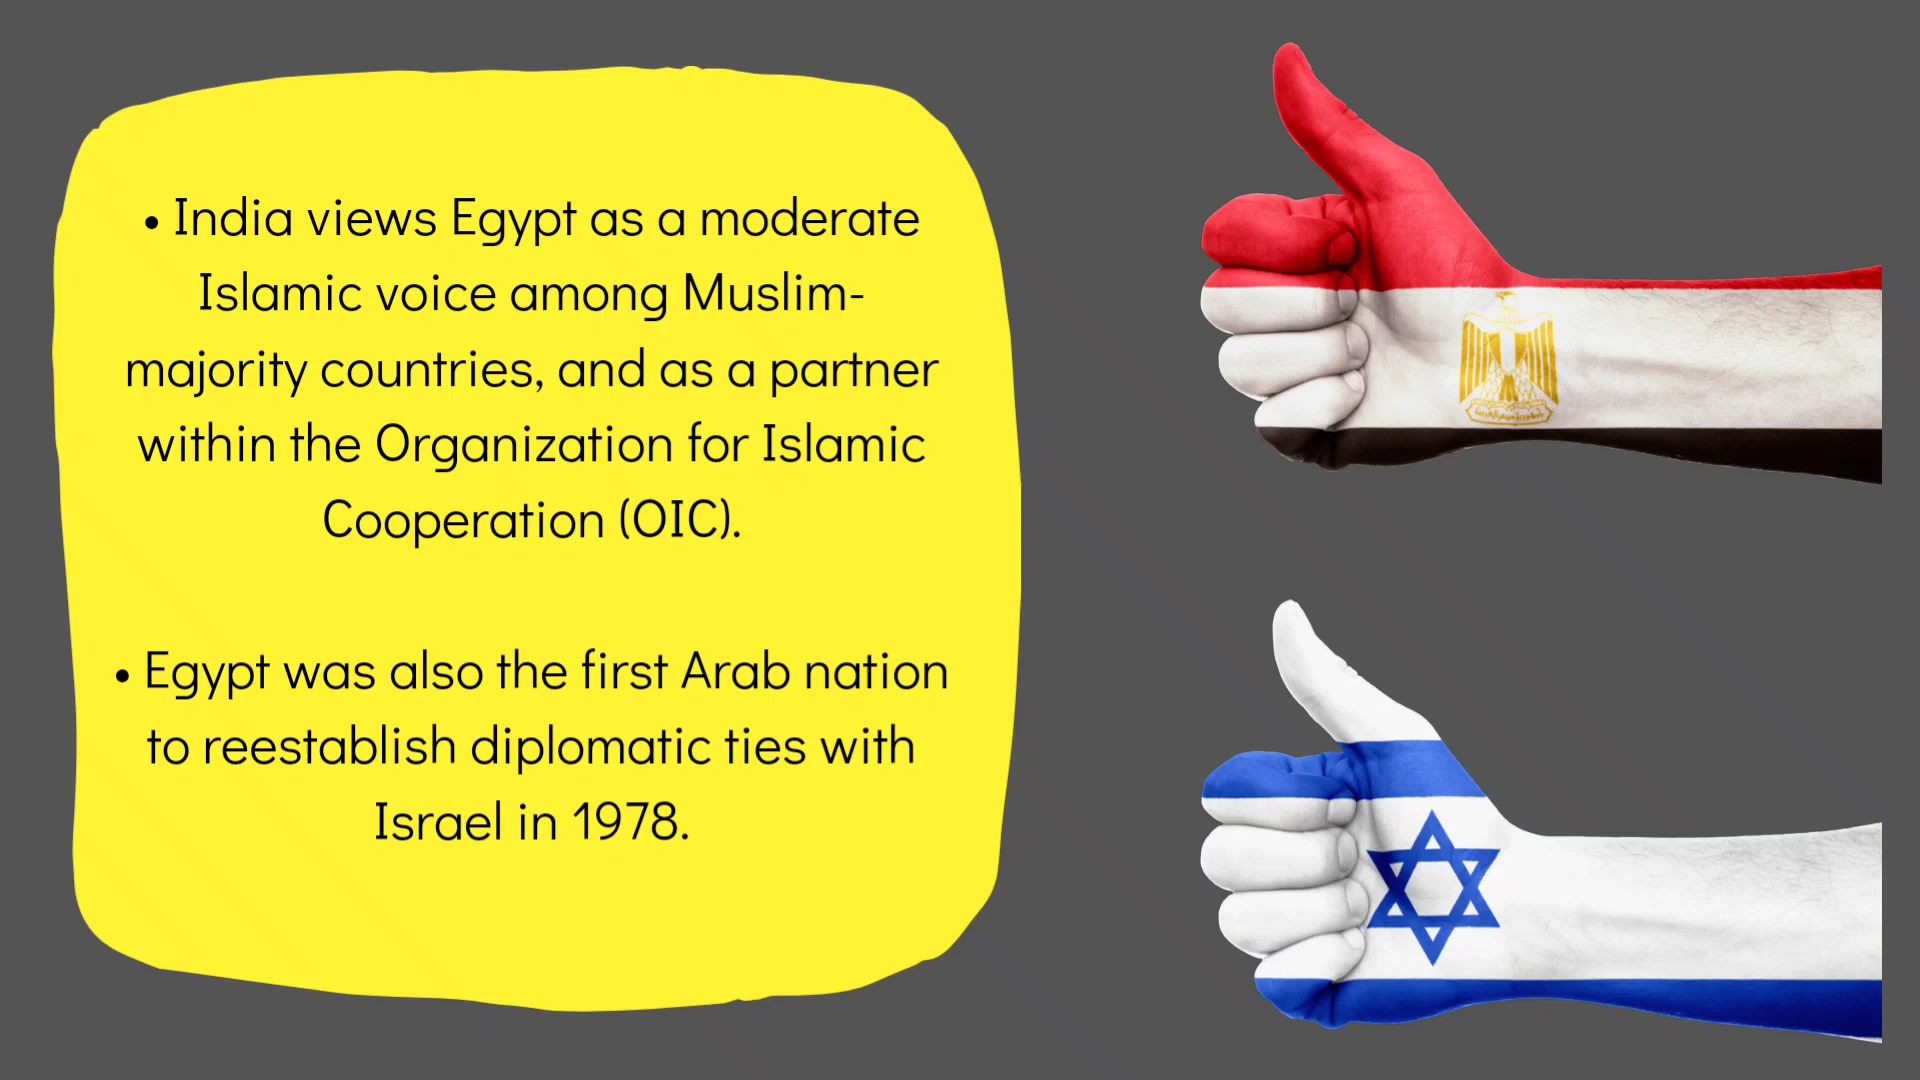 • India views Egypt as a moderate
Islamic voice among Muslim-
majority countries, and as a partner
within the Organization for Islamic
Cooperation (OIC).
• Egypt was also the first Arab nation
to reestablish diplomatic ties with
Israel in 1978.